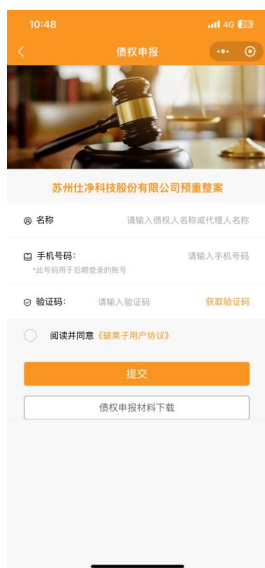 10:48
4G 28
债权申报
苏州仕净科技股份有限公司预重整案
名称 请输入债权人名称或代理人名称
手机号码： 请输入手机号码
*此号码用于后期登录的账号
验证码： 请输入验证码 获取验证码
阅读并同意《破栗子用户协议》
提交
债权申报材料下载